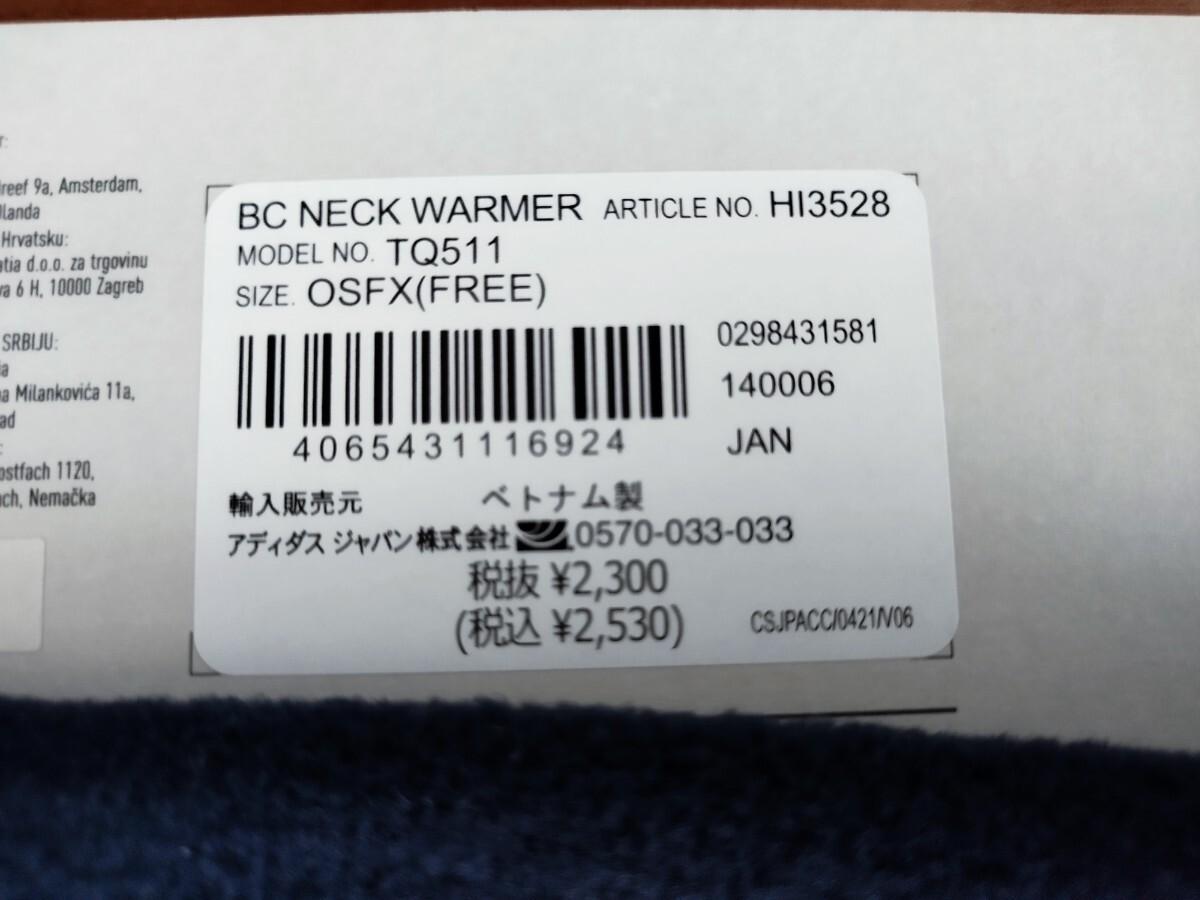 r:
reef 9a, Amsterdam,
landa
Hrvatsku:
atia d.o.o. za trgovinu
va 6 H, 10000 Zagreb
SRBIJU:
a
a Milankovića 11a,
ad
:
ostfach 1120,
ch, Nemačka
BC NECK WARMER ARTICLE NO. HI3528
MODEL NO. TQ511
SIZE. OSFX(FREE)
0298431581
140006
4065431116924 JAN
輸入販売元 ベトナム製
アディダス ジャパン株式会社 0570-033-033
税抜 ¥2,300
(税込 ¥2,530) CSJPACC/0421/V06